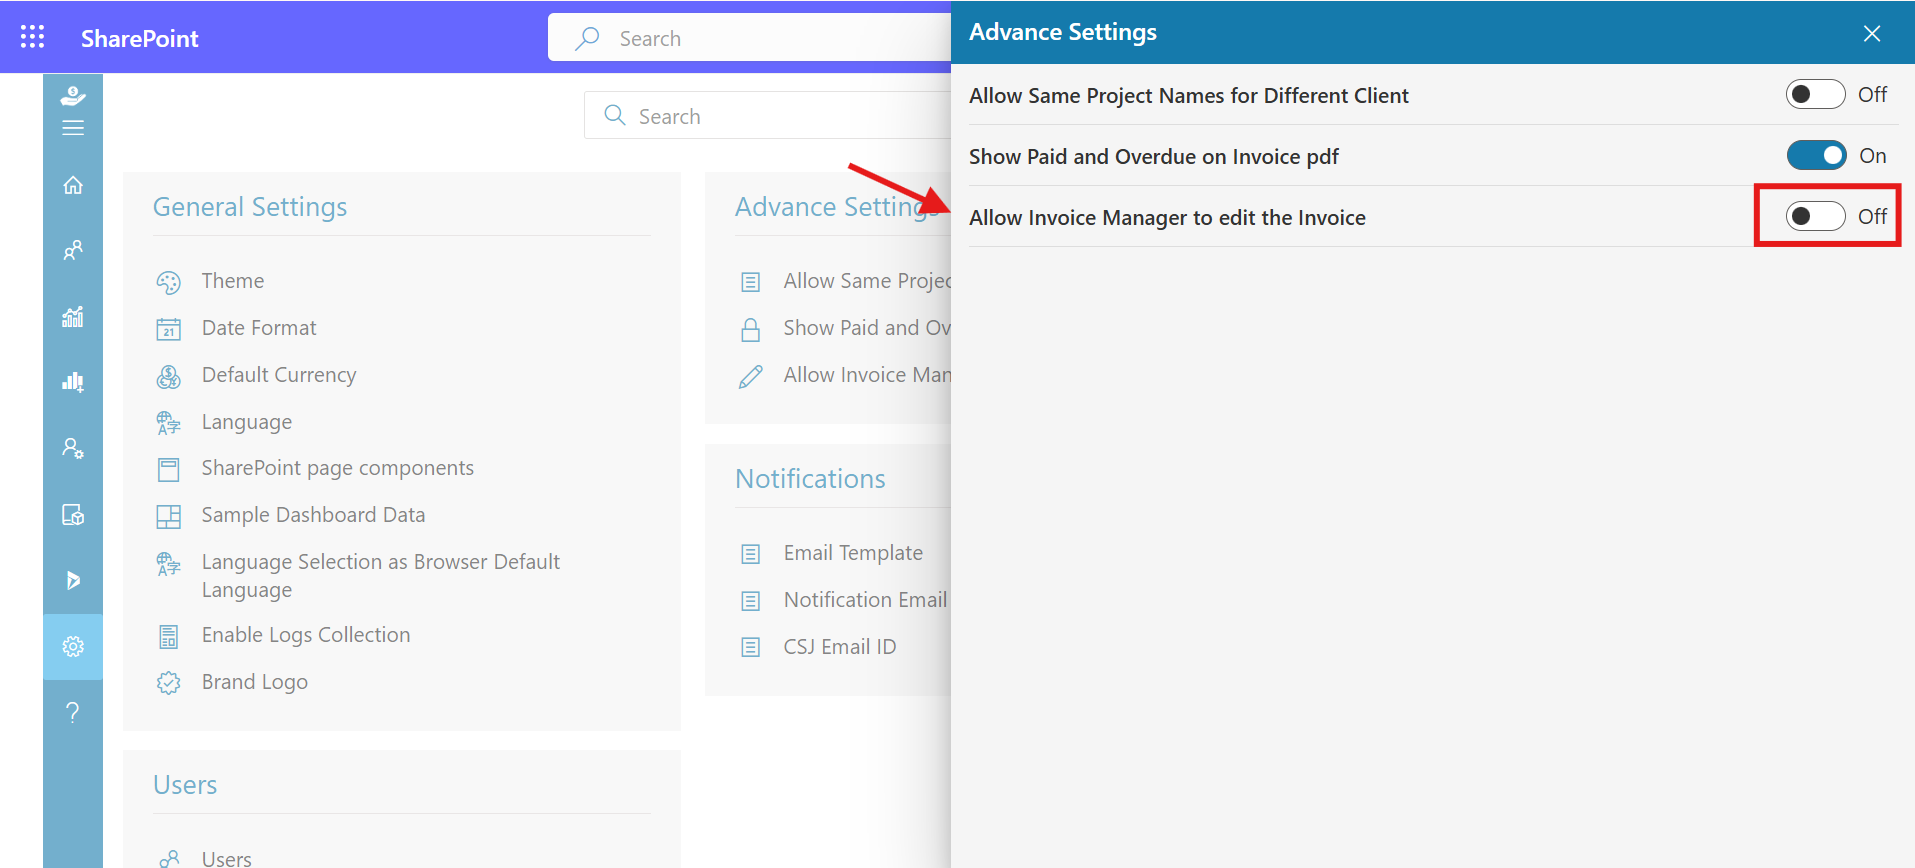 SharePoint
Search
Search
General Settings
Theme
21
Date Format
Default Currency
Language
SharePoint page components
Sample Dashboard Data
Language Selection as Browser Default
Language
Enable Logs Collection
Brand Logo
Users
Users
Advance Settings
Allow Same Projec
Show Paid and Ov
Allow Invoice Man
Notifications
Email Template
Notification Email
CSJ Email ID
Advance Settings
Allow Same Project Names for Different Client
Off
Show Paid and Overdue on Invoice pdf
On
Allow Invoice Manager to edit the Invoice
Off